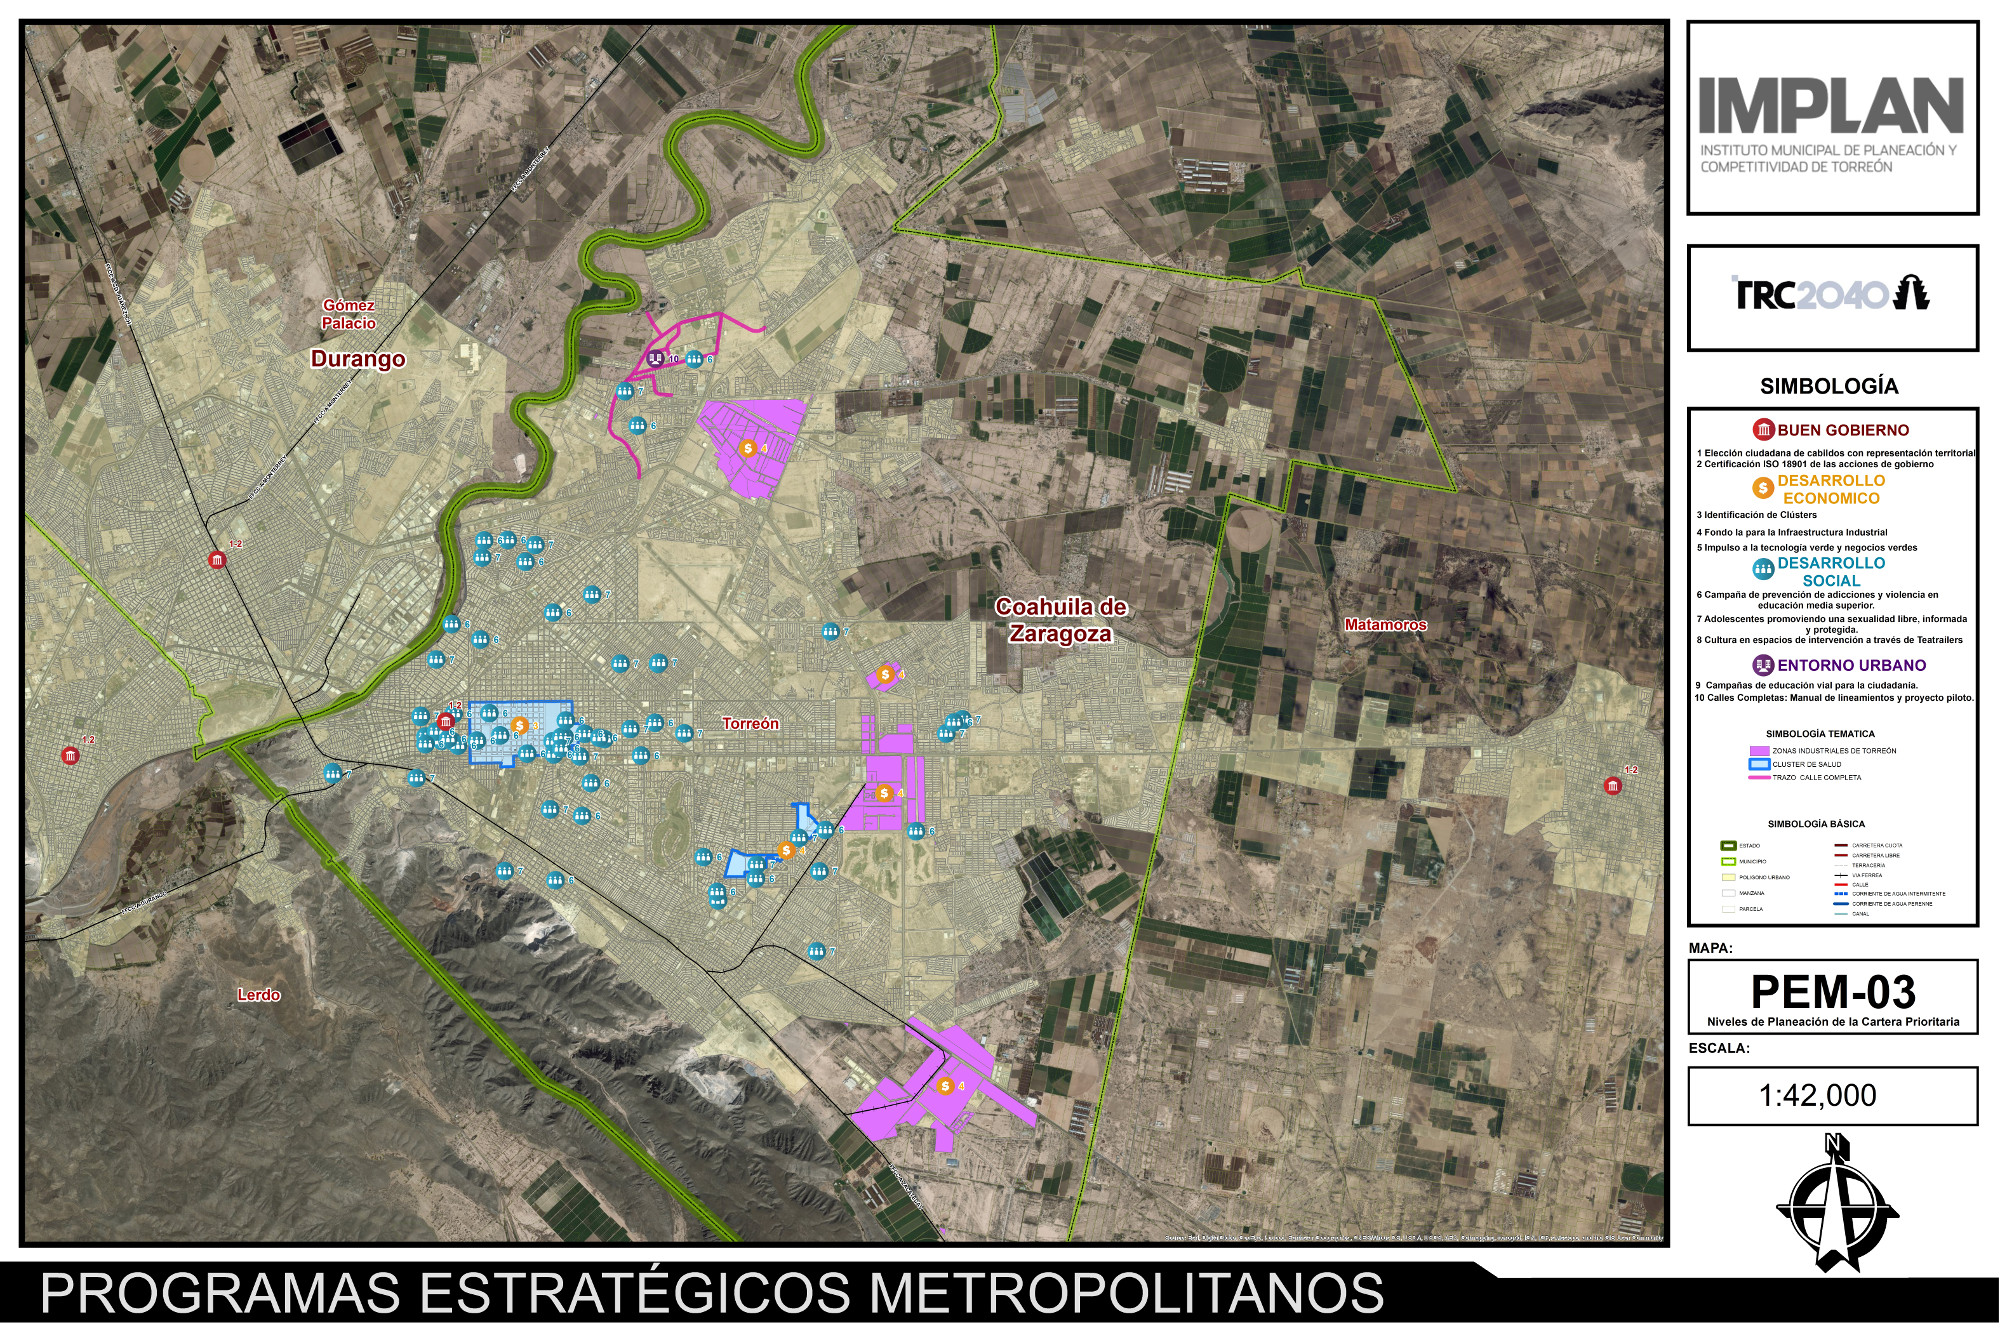 IMPLAN
INSTITUTO MUNICIPAL DE PLANEACIÓN Y
COMPETITIVIDAD DE TORREÓN
TRC2040
SIMBOLOGÍA
BUEN GOBIERNO
1 Elección ciudadana de cabildos con representación territorial
2 Certificación ISO 18901 de las acciones de gobierno
DESARROLLO
ECONOMICO
3 Identificación de Clústers
4 Fondo la para la Infraestructura Industrial
5 Impulso a la tecnología verde y negocios verdes
DESARROLLO
SOCIAL
6 Campaña de prevención de adicciones y violencia en
educación media superior.
7 Adolescentes promoviendo una sexualidad libre, informada
y protegida.
8 Cultura en espacios de intervención a través de Teatrailers
ENTORNO URBANO
9 Campañas de educación vial para la ciudadanía.
10 Calles Completas: Manual de lineamientos y proyecto piloto.
SIMBOLOGÍA TEMATICA
ZONAS INDUSTRIALES DE TORREÓN
CLUSTER DE SALUD
TRAZO CALLE COMPLETA
SIMBOLOGÍA BÁSICA
ESTADO
MUNICIPIO
POLIGONO URBANO
MANZANA
PARCELA
CARRETERA CUOTA
CARRETERA LIBRE
TERRACERIA
VIA FERREA
CALLE
CORRIENTE DE AGUA INTERMITENTE
CORRIENTE DE AGUA PERENNE
CANAL
MAPA:
PEM-03
Niveles de Planeación de la Cartera Prioritaria
ESCALA:
1:42,000
N
Gómez
Palacio
Durango
Coahuila de
Zaragoza
Matamoros
Torreón
Lerdo
1-2
1-2
1-2
1-2
10
PROGRAMAS ESTRATÉGICOS METROPOLITANOS